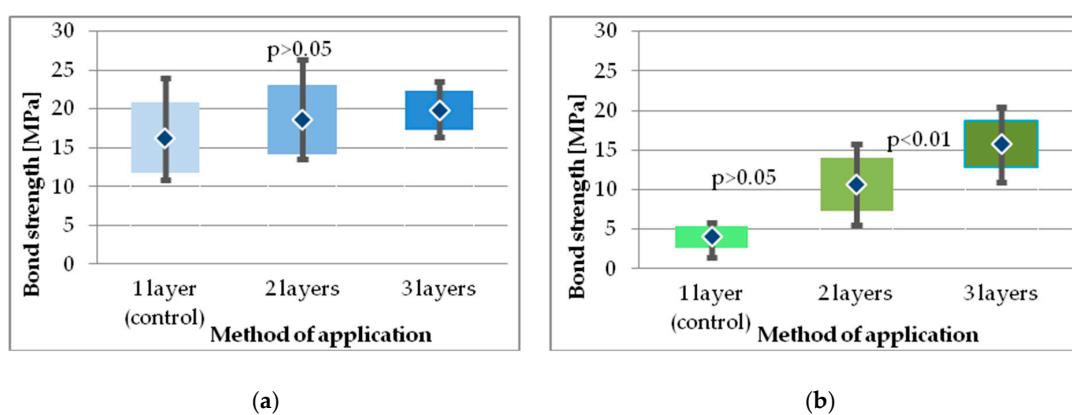 30
25
20
15
10
5
0
Bond strength [MPa]
p>0.05
1 layer
(control)
2 layers
3 layers
Method of application
30
25
20
15
10
5
0
Bond strength [MPa]
p>0.05
p<0.01
1 layer
(control)
2 layers
3 layers
Method of application
(a)
(b)